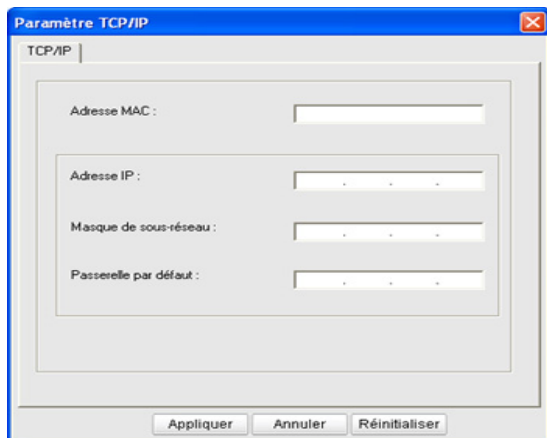 Paramètre TCP/IP
TCP/IP
Adresse MAC :
Adresse IP :
. . .
Masque de sous-réseau :
. . .
Passerelle par défaut :
. . .
Appliquer Annuler Réinitialiser